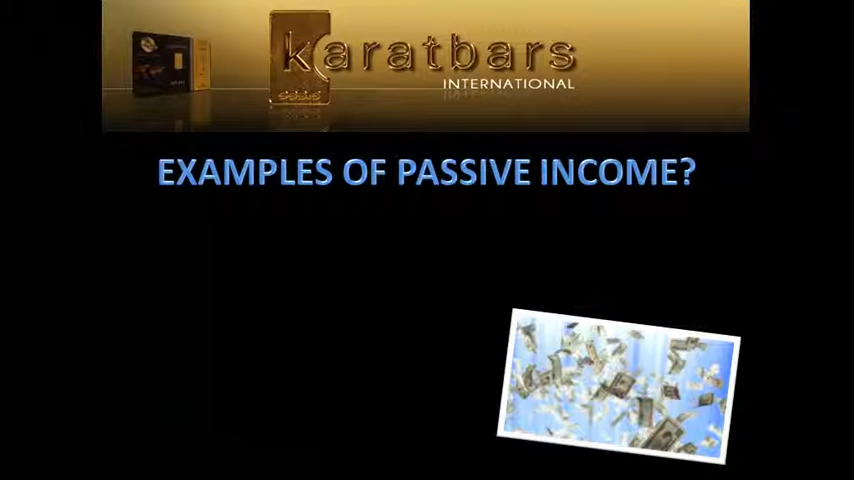 karatbars
INTERNATIONAL
EXAMPLES OF PASSIVE INCOME?